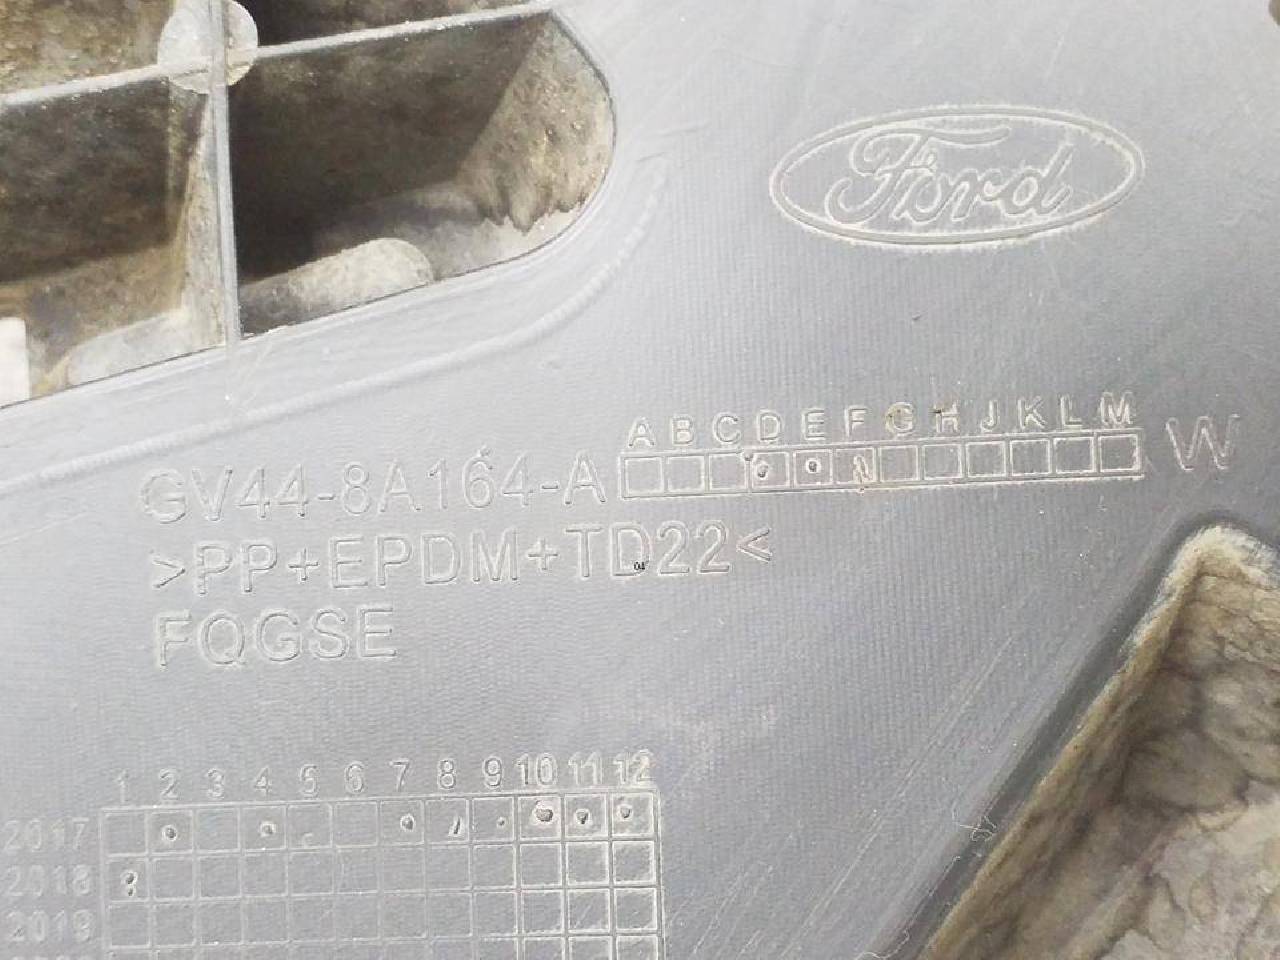 Ford
A B C D E F G H J K L M
GV44-8A164-A W
>PP+EPDM+TD22<
FQGSE
1 2 3 4 5 6 7 8 9 10 11 12
2017
2018
2019